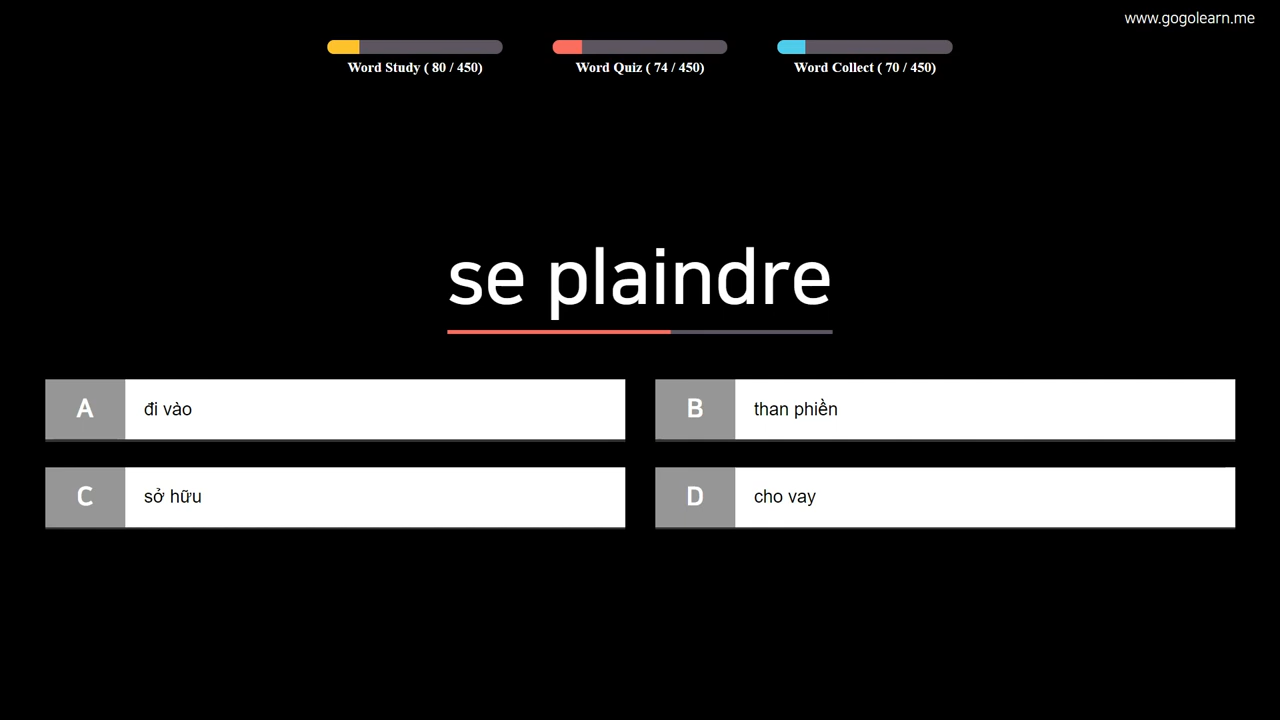 www.gogolearn.me
Word Study ( 80 / 450)
Word Quiz ( 74 / 450)
Word Collect ( 70 / 450)
se plaindre
A đi vào
B than phiền
C sở hữu
D cho vay